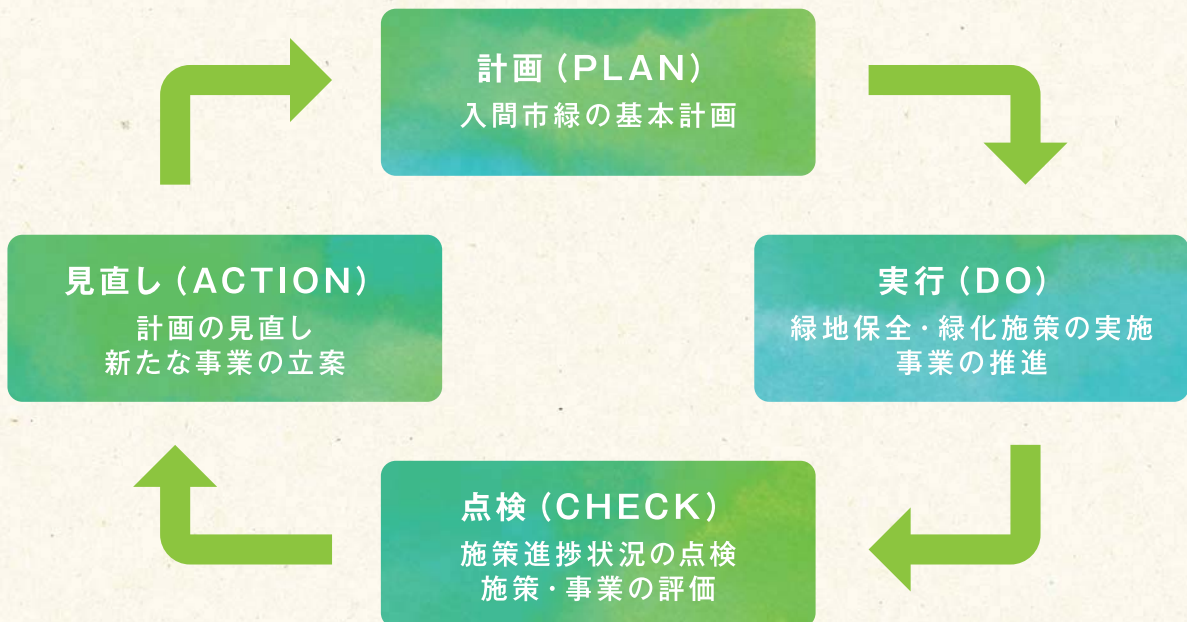 計画（PLAN）
入間市緑の基本計画
見直し（ACTION）
計画の見直し
新たな事業の立案
実行（DO）
緑地保全・緑化施策の実施
事業の推進
点検（CHECK）
施策進捗状況の点検
施策・事業の評価